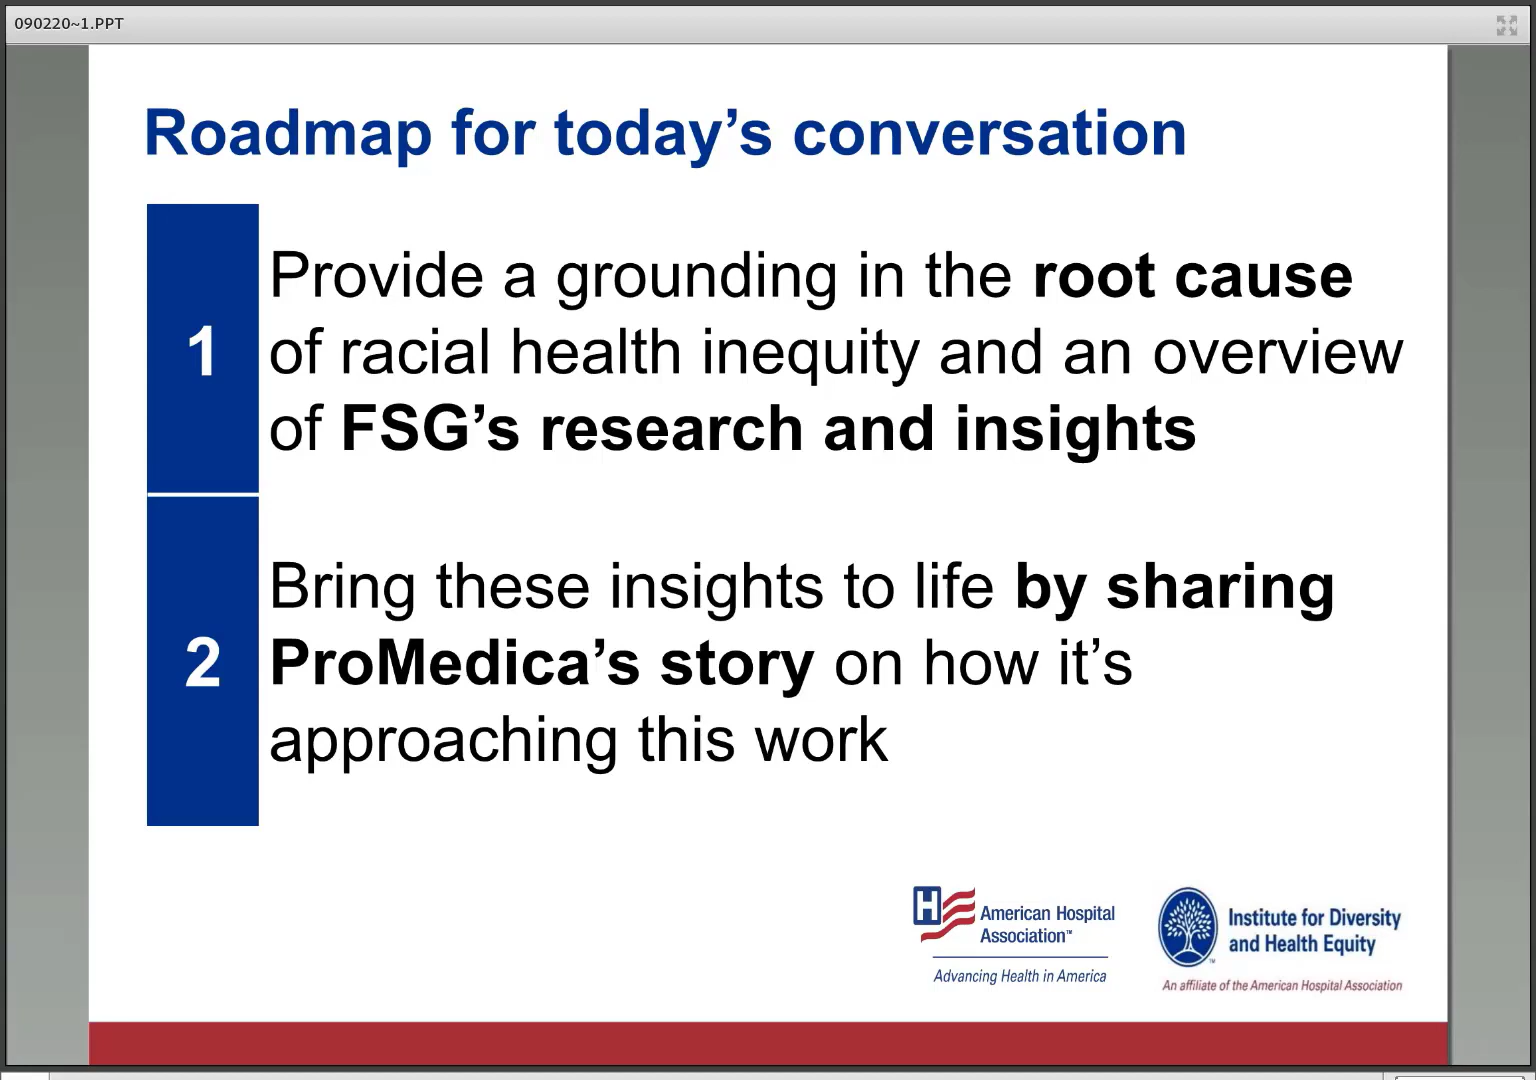 090220~1.PPT
Roadmap for today’s conversation
1
Provide a grounding in the root cause
of racial health inequity and an overview
of FSG’s research and insights
2
Bring these insights to life by sharing
ProMedica’s story on how it’s
approaching this work
H
American Hospital
Association™
Advancing Health in America
Institute for Diversity
and Health Equity
TM
An affiliate of the American Hospital Association